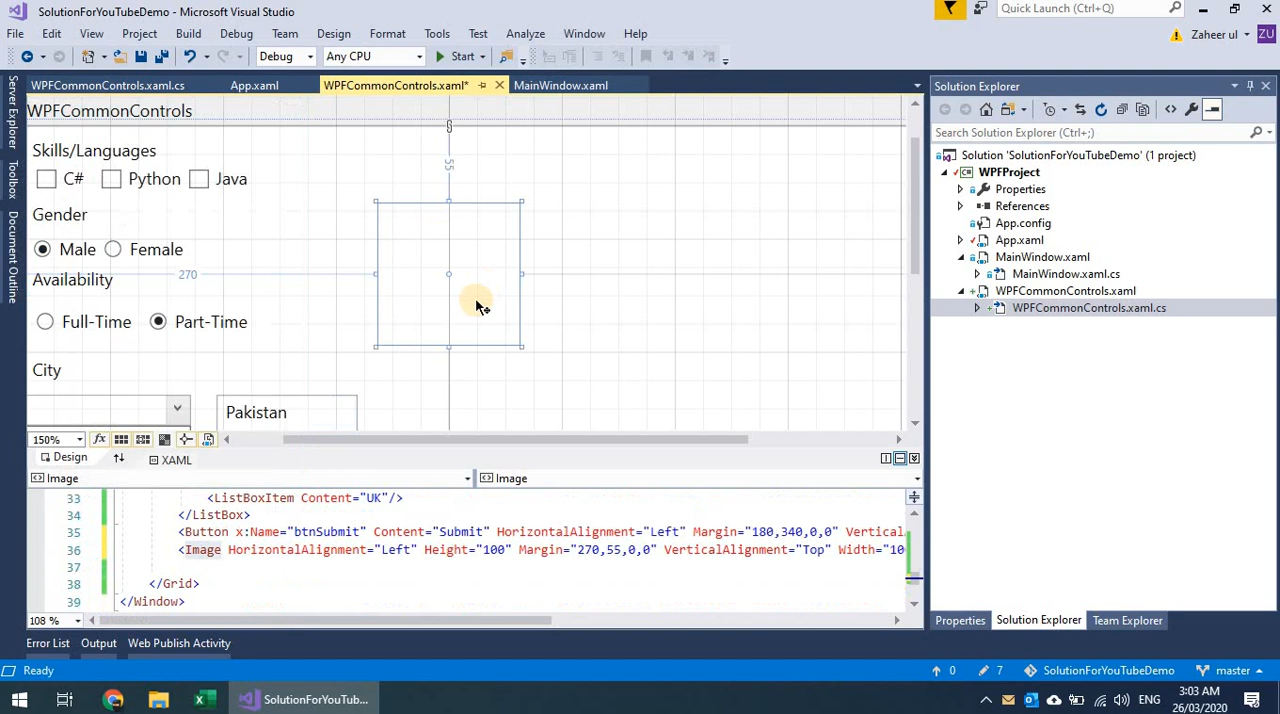 SolutionForYouTubeDemo - Microsoft Visual Studio
Quick Launch (Ctrl+Q)
File Edit View Project Build Debug Team Design Format Tools Test Analyze Window Help
Zaheer ul ZU
Debug Any CPU Start
WPFCommonControls.xaml.cs App.xaml WPFCommonControls.xaml* MainWindow.xaml
Server Explorer
Toolbox
Document Outline
WPFCommonControls
Skills/Languages
C# Python Java
Gender
Male Female
Availability
Full-Time Part-Time
City
Pakistan
55
270
150%
Design XAML
Image Image
33 <ListBoxItem Content="UK"/>
34 </ListBox>
35 <Button x:Name="btnSubmit" Content="Submit" HorizontalAlignment="Left" Margin="180,340,0,0" Vertical
36 <Image HorizontalAlignment="Left" Height="100" Margin="270,55,0,0" VerticalAlignment="Top" Width="10
37
38 </Grid>
39 </Window>
108 %
Solution Explorer
Search Solution Explorer (Ctrl+;)
Solution 'SolutionForYouTubeDemo' (1 project)
WPFProject
Properties
References
App.config
App.xaml
MainWindow.xaml
MainWindow.xaml.cs
WPFCommonControls.xaml
WPFCommonControls.xaml.cs
Properties Solution Explorer Team Explorer
Error List Output Web Publish Activity
Ready
0 7 SolutionForYouTubeDemo master
SolutionForYouTub...
ENG
3:03 AM
26/03/2020